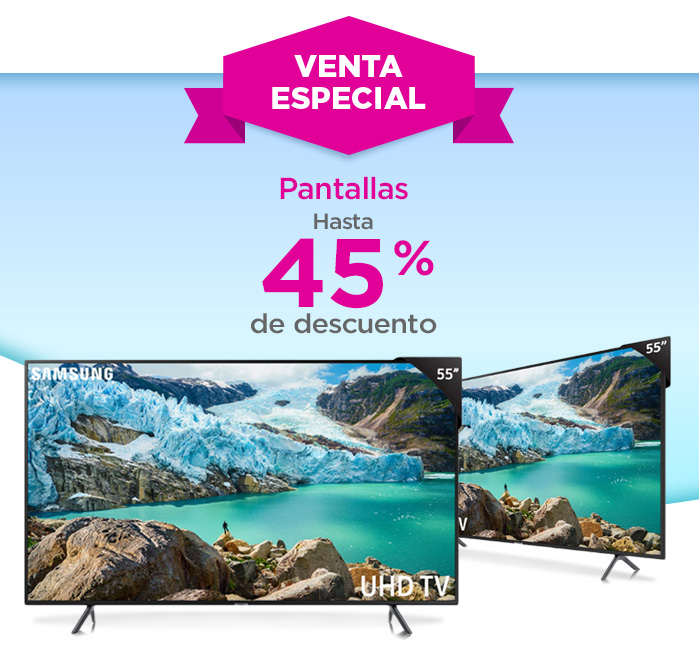 VENTA
ESPECIAL
Pantallas
Hasta
45%
de descuento
SAMSUNG
55”
55”
UHD TV
V